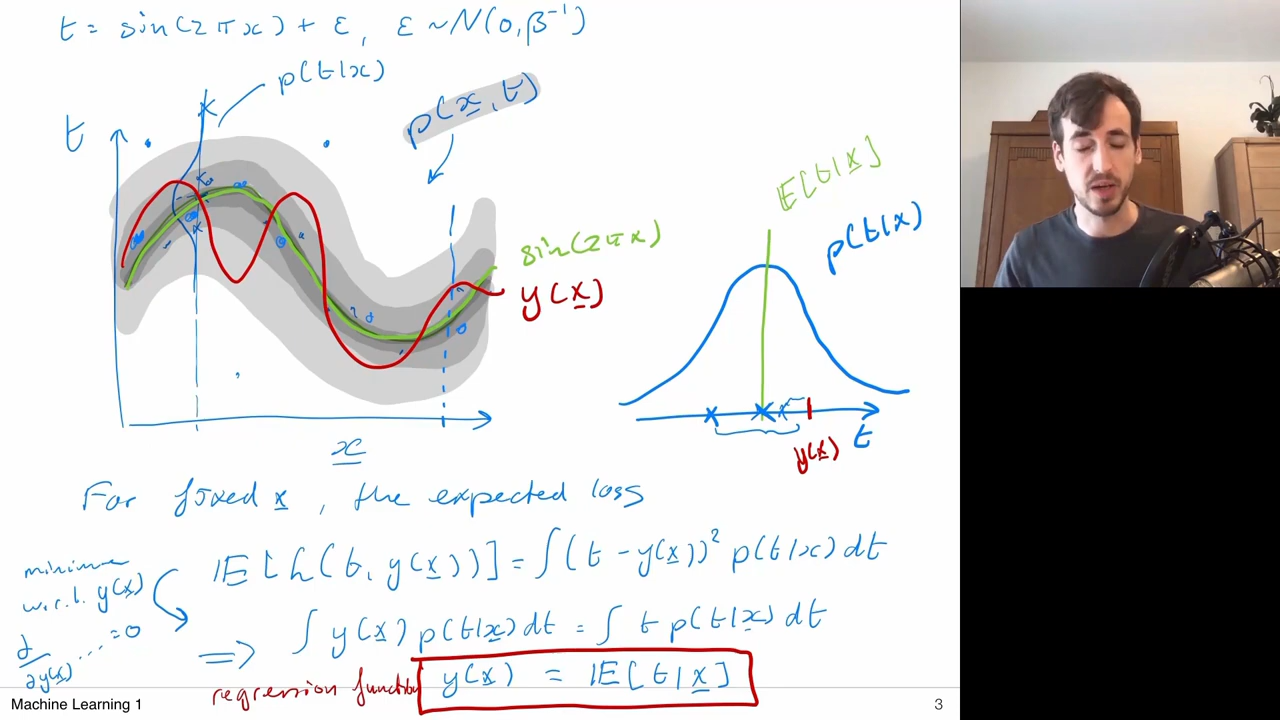 t = sin(2πx) + ε, ε ~ N(0, β⁻¹)
p(t|x)
p(x, t)
t
E[t|x]
p(t|x)
sin(2πx)
y(x)
x
t
y(x)
For fixed x, the expected loss
minimize
w.r.t. y(x)
E[L(t, y(x))] = ∫(t - y(x))² p(t|x) dt
∂/∂y(x) .... = 0
⇒ ∫ y(x) p(t|x) dt = ∫ t p(t|x) dt
regression function y(x) = E[t|x]
Machine Learning 1
3